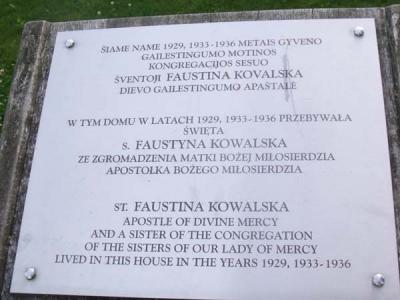 ŠIAME NAME 1929, 1933-1936 METAIS GYVENO
GAILESTINGUMO MOTINOS
KONGREGACIJOS SESUO
ŠVENTOJI FAUSTINA KOVALSKA
DIEVO GAILESTINGUMO APAŠTALĖ
W TYM DOMU W LATACH 1929, 1933-1936 PRZEBYWAŁA
ŚWIĘTA
S. FAUSTYNA KOWALSKA
ZE ZGROMADZENIA MATKI BOŻEJ MIŁOSIERDZIA
APOSTOŁKA BOŻEGO MIŁOSIERDZIA
ST. FAUSTINA KOWALSKA
APOSTLE OF DIVINE MERCY
AND A SISTER OF THE CONGREGATION
OF THE SISTERS OF OUR LADY OF MERCY
LIVED IN THIS HOUSE IN THE YEARS 1929, 1933-1936